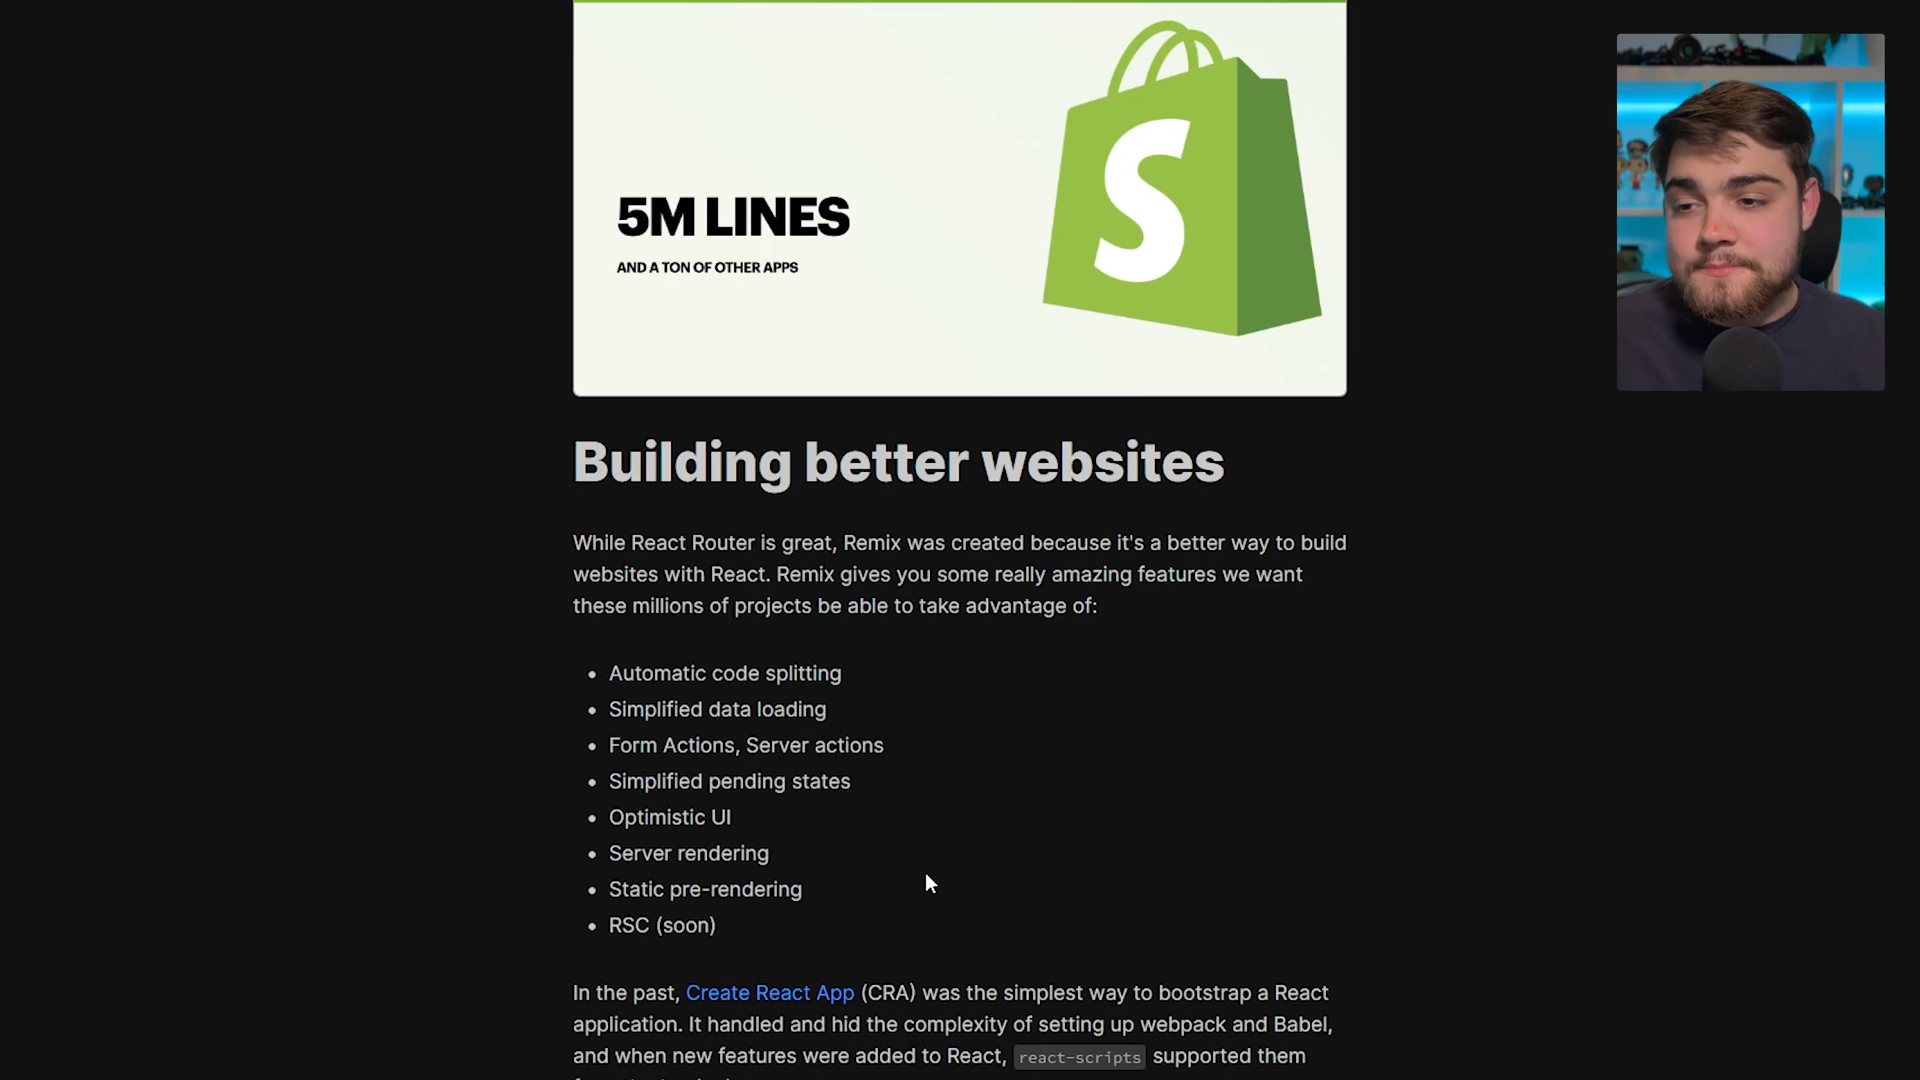 5M LINES
AND A TON OF OTHER APPS
S
Building better websites
While React Router is great, Remix was created because it's a better way to build
websites with React. Remix gives you some really amazing features we want
these millions of projects be able to take advantage of:
• Automatic code splitting
• Simplified data loading
• Form Actions, Server actions
• Simplified pending states
• Optimistic UI
• Server rendering
• Static pre-rendering
• RSC (soon)
In the past, Create React App (CRA) was the simplest way to bootstrap a React
application. It handled and hid the complexity of setting up webpack and Babel,
and when new features were added to React, react-scripts supported them